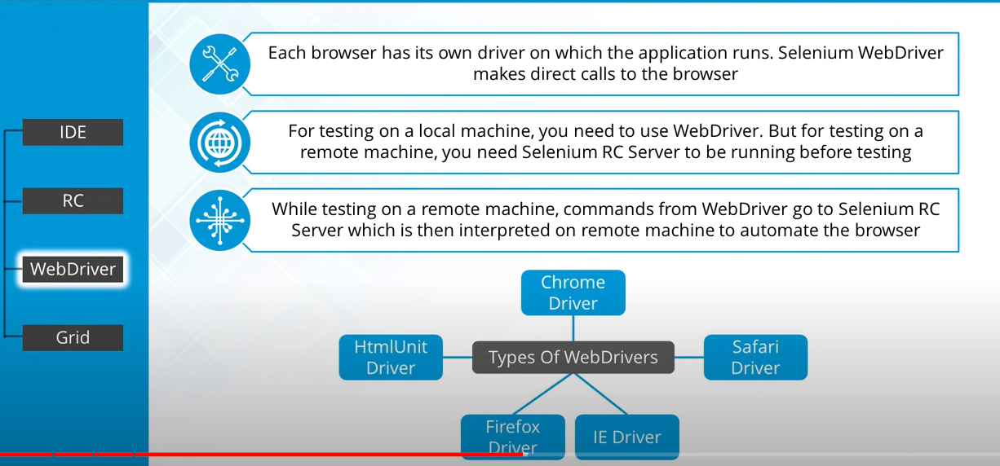 Each browser has its own driver on which the application runs. Selenium WebDriver
makes direct calls to the browser
For testing on a local machine, you need to use WebDriver. But for testing on a
remote machine, you need Selenium RC Server to be running before testing
While testing on a remote machine, commands from WebDriver go to Selenium RC
Server which is then interpreted on remote machine to automate the browser
IDE
RC
WebDriver
Grid
Chrome
Driver
HtmlUnit
Driver
Types Of WebDrivers
Safari
Driver
Firefox
Driver
IE Driver